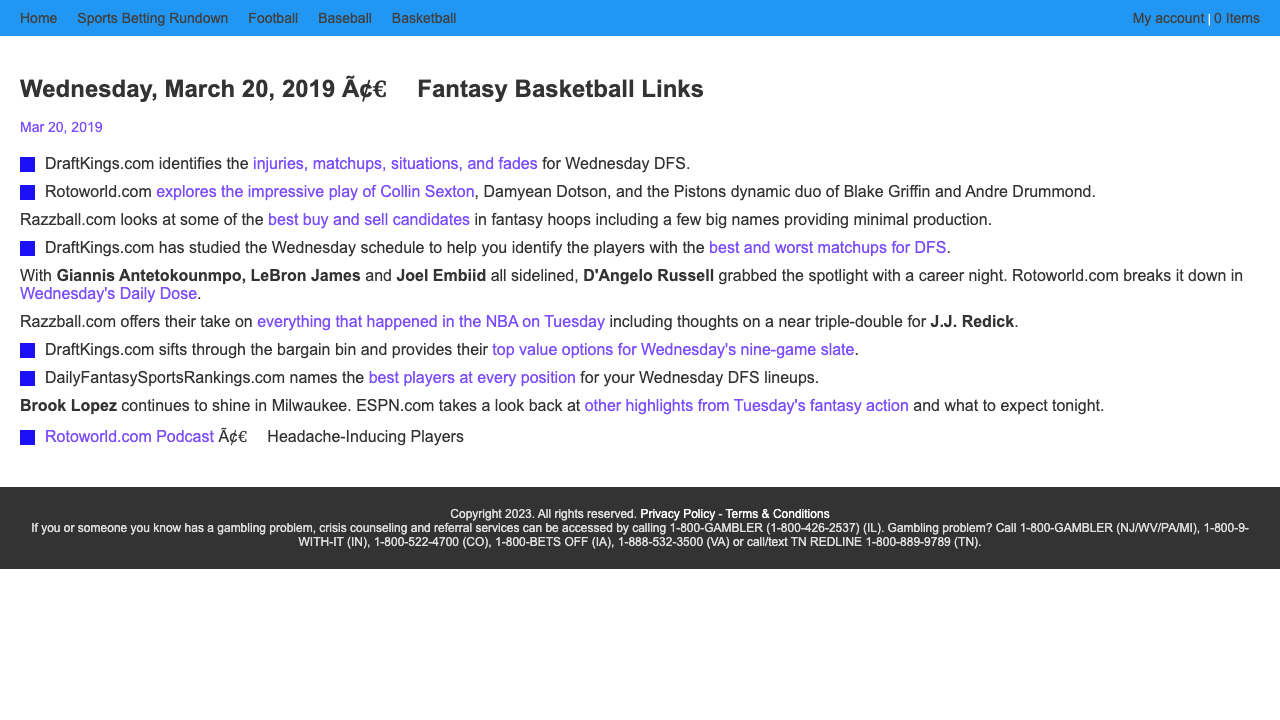 Home Sports Betting Rundown Football Baseball Basketball My account | 0 Items
Wednesday, March 20, 2019 Ã¢€ Fantasy Basketball Links
Mar 20, 2019
DraftKings.com identifies the injuries, matchups, situations, and fades for Wednesday DFS.
Rotoworld.com explores the impressive play of Collin Sexton, Damyean Dotson, and the Pistons dynamic duo of Blake Griffin and Andre Drummond.
Razzball.com looks at some of the best buy and sell candidates in fantasy hoops including a few big names providing minimal production.
DraftKings.com has studied the Wednesday schedule to help you identify the players with the best and worst matchups for DFS.
With Giannis Antetokounmpo, LeBron James and Joel Embiid all sidelined, D'Angelo Russell grabbed the spotlight with a career night. Rotoworld.com breaks it down in
Wednesday's Daily Dose.
Razzball.com offers their take on everything that happened in the NBA on Tuesday including thoughts on a near triple-double for J.J. Redick.
DraftKings.com sifts through the bargain bin and provides their top value options for Wednesday's nine-game slate.
DailyFantasySportsRankings.com names the best players at every position for your Wednesday DFS lineups.
Brook Lopez continues to shine in Milwaukee. ESPN.com takes a look back at other highlights from Tuesday's fantasy action and what to expect tonight.
Rotoworld.com Podcast Ã¢€ Headache-Inducing Players
Copyright 2023. All rights reserved. Privacy Policy - Terms & Conditions
If you or someone you know has a gambling problem, crisis counseling and referral services can be accessed by calling 1-800-GAMBLER (1-800-426-2537) (IL). Gambling problem? Call 1-800-GAMBLER (NJ/WV/PA/MI), 1-800-9-
WITH-IT (IN), 1-800-522-4700 (CO), 1-800-BETS OFF (IA), 1-888-532-3500 (VA) or call/text TN REDLINE 1-800-889-9789 (TN).